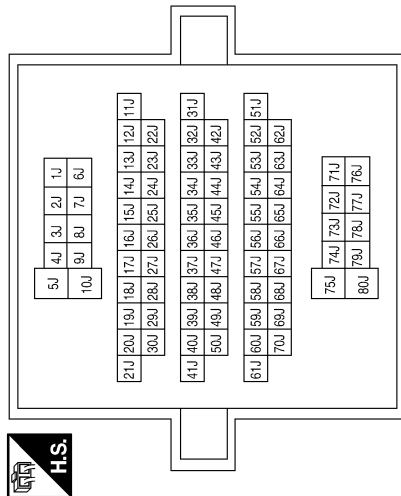 H.S.
5J 4J 3J 2J 1J
10J 9J 8J 7J 6J
21J 20J 19J 18J 17J 16J 15J 14J 13J 12J 11J
30J 29J 28J 27J 26J 25J 24J 23J 22J
41J 40J 39J 38J 37J 36J 35J 34J 33J 32J 31J
50J 49J 48J 47J 46J 45J 44J 43J 42J
61J 60J 59J 58J 57J 56J 55J 54J 53J 52J 51J
70J 69J 68J 67J 66J 65J 64J 63J 62J
75J 74J 73J 72J 71J
80J 79J 78J 77J 76J